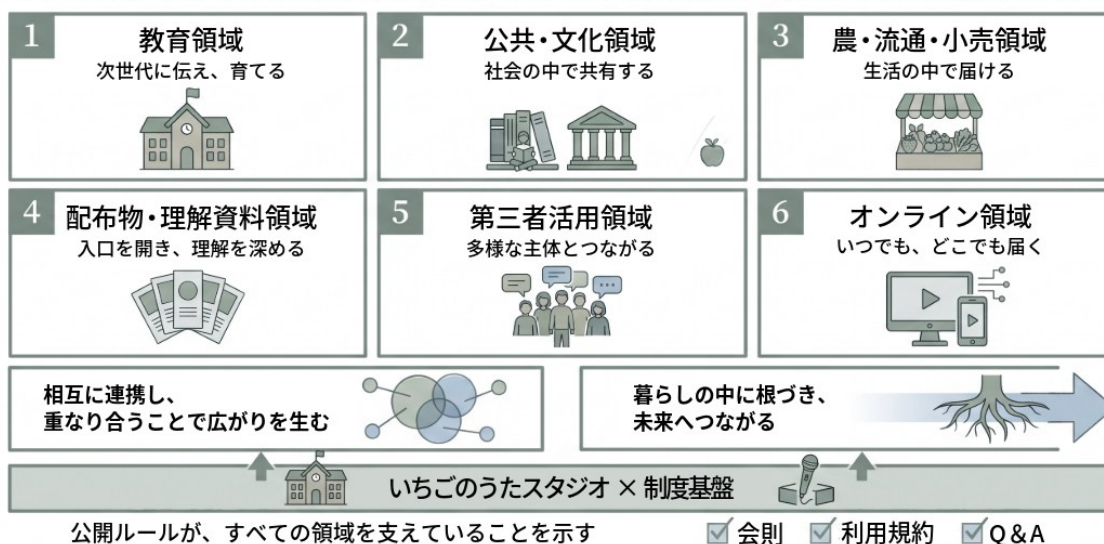 1
教育領域
次世代に伝え、育てる
2
公共・文化領域
社会の中で共有する
3
農・流通・小売領域
生活の中で届ける
4
配布物・理解資料領域
入口を開き、理解を深める
5
第三者活用領域
多様な主体とつながる
6
オンライン領域
いつでも、どこでも届く
相互に連携し、
重なり合うことで広がりを生む
暮らしの中に根づき、
未来へつながる
いちごのうたスタジオ × 制度基盤
公開ルールが、すべての領域を支えていることを示す
会則
利用規約
Q&A